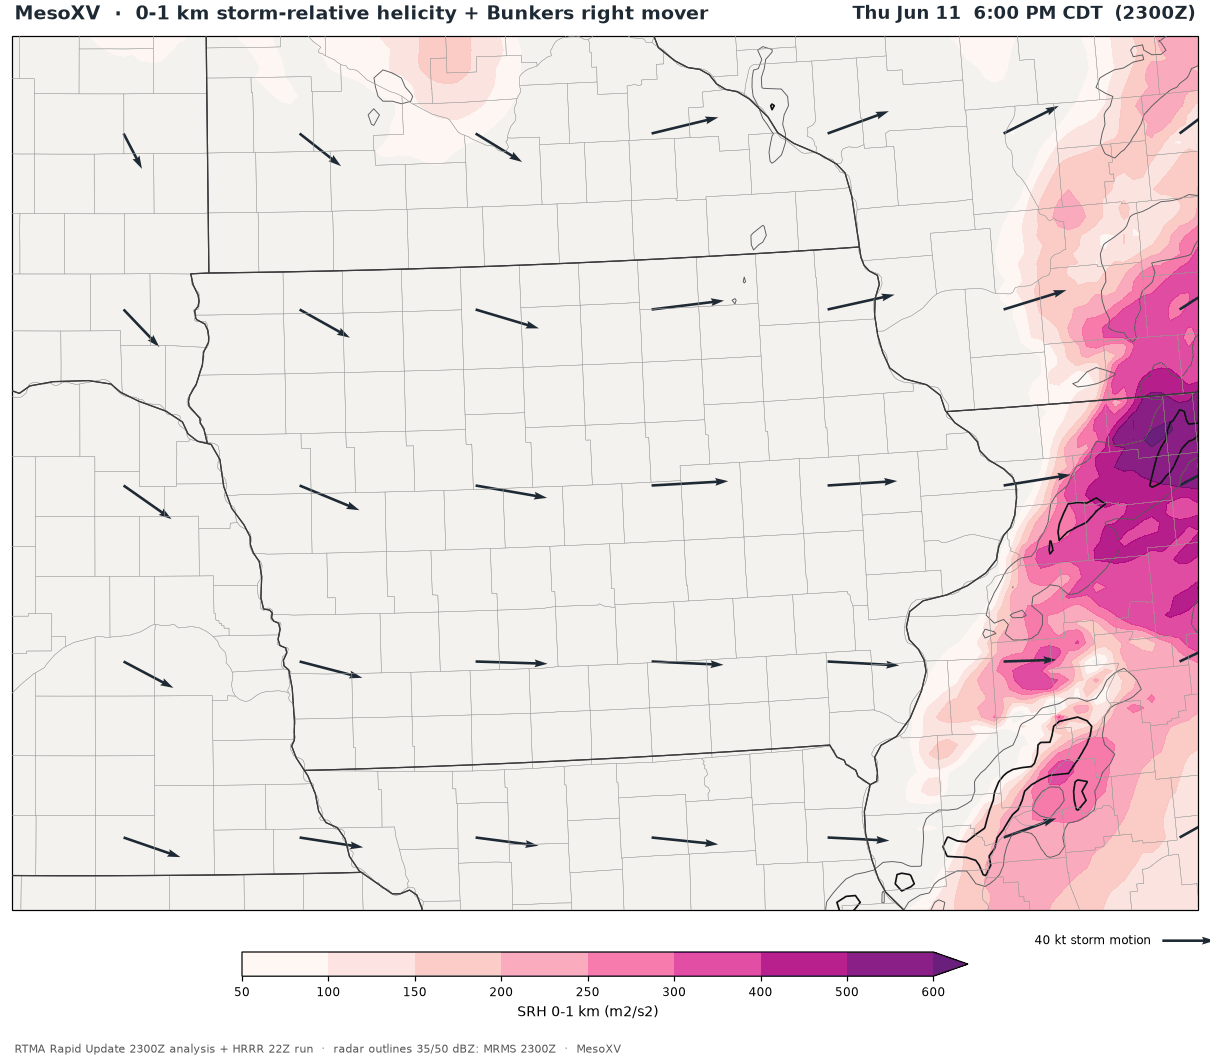 MesoXV · 0-1 km storm-relative helicity + Bunkers right mover
Thu Jun 11 6:00 PM CDT (2300Z)
40 kt storm motion
50 100 150 200 250 300 400 500 600
SRH 0-1 km (m2/s2)
RTMA Rapid Update 2300Z analysis + HRRR 22Z run · radar outlines 35/50 dBZ: MRMS 2300Z · MesoXV